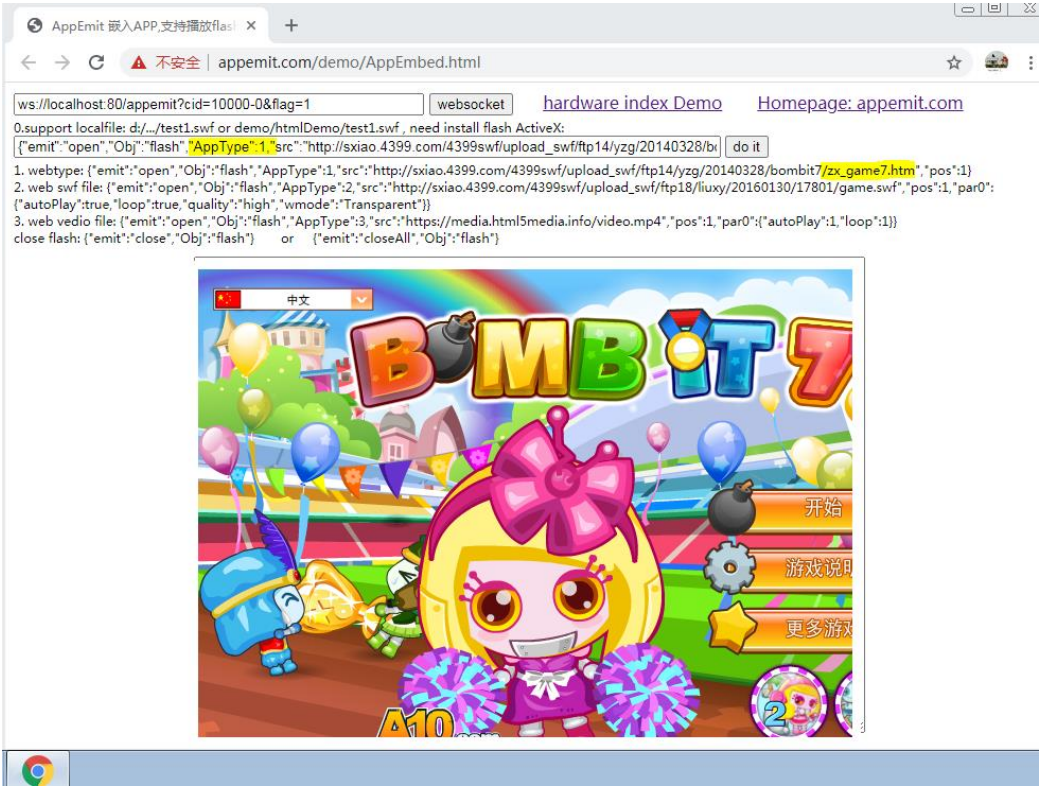 AppEmit 嵌入APP,支持播放flas
不安全 | appemit.com/demo/AppEmbed.html
ws://localhost:80/appemit?cid=10000-0&flag=1 websocket hardware index Demo Homepage: appemit.com
0.support localfile: d:/.../test1.swf or demo/htmlDemo/test1.swf , need install flash ActiveX:
{"emit":"open","Obj":"flash","AppType":1,"src":"http://sxiao.4399.com/4399swf/upload_swf/ftp14/yzg/20140328/b do it
1. webtype: {"emit":"open","Obj":"flash","AppType":1,"src":"http://sxiao.4399.com/4399swf/upload_swf/ftp14/yzg/20140328/bombit7/zx_game7.htm","pos":1}
2. web swf file: {"emit":"open","Obj":"flash","AppType":2,"src":"http://sxiao.4399.com/4399swf/upload_swf/ftp18/liuxy/20160130/17801/game.swf","pos":1,"par0":
{"autoPlay":true,"loop":true,"quality":"high","wmode":"Transparent"}}
3. web vedio file: {"emit":"open","Obj":"flash","AppType":3,"src":"https://media.html5media.info/video.mp4","pos":1,"par0":{"autoPlay":1,"loop":1}}
close flash: {"emit":"close","Obj":"flash"} or {"emit":"closeAll","Obj":"flash"}
中文
BOMB IT 7
开始
游戏说明
更多游戏
2
A10.com